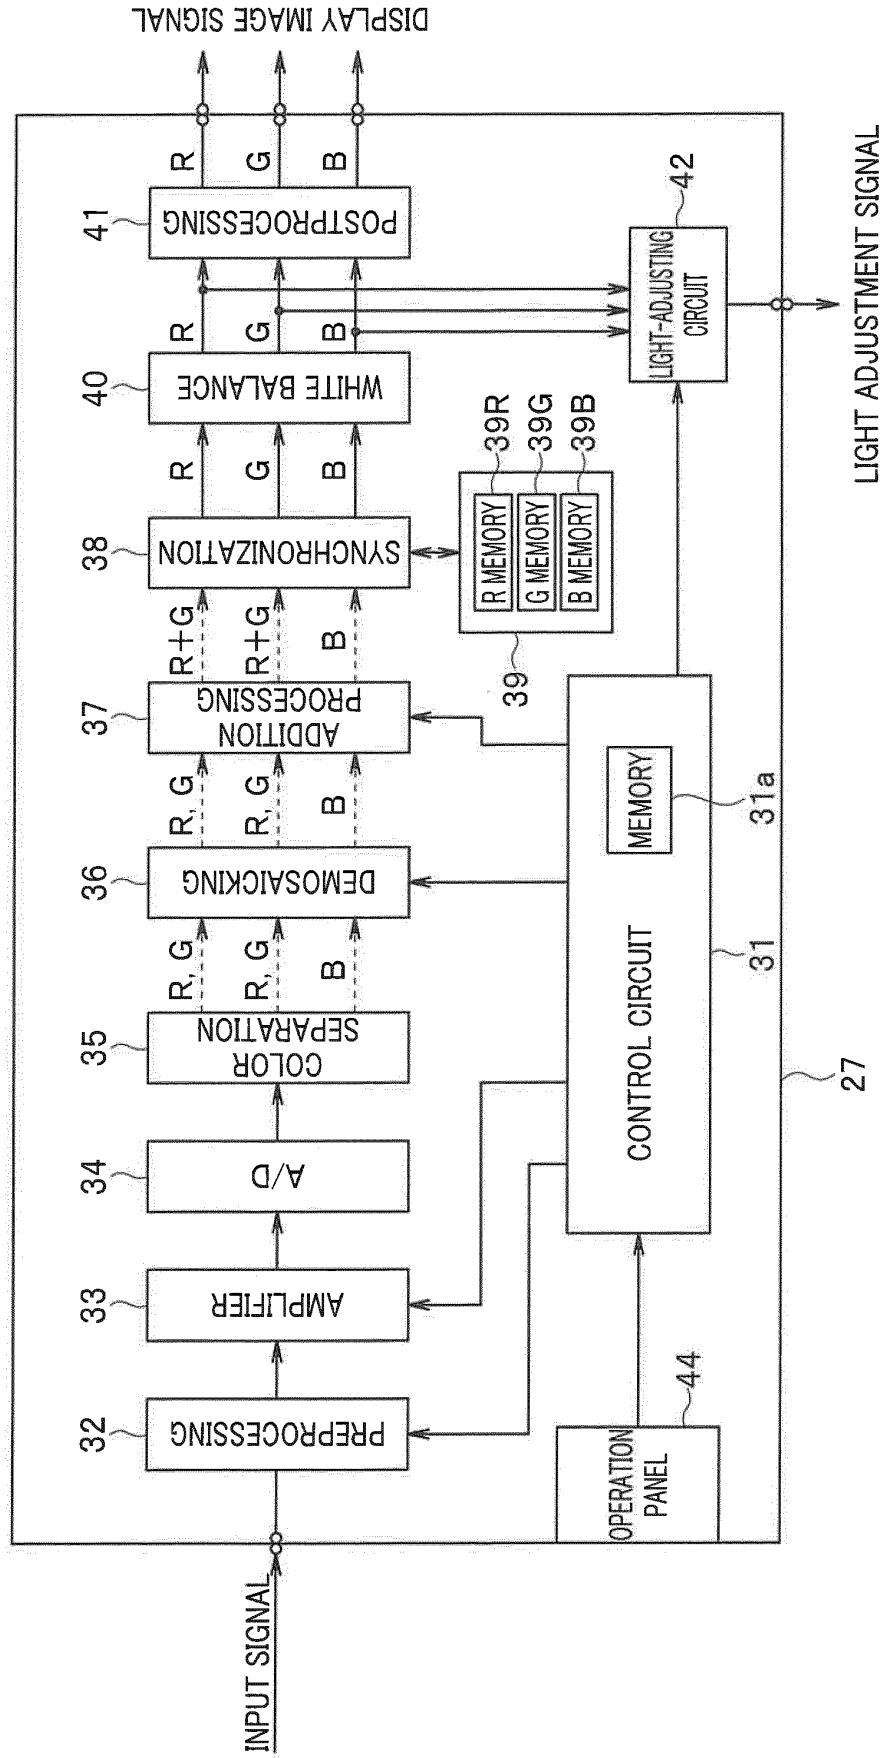 INPUT SIGNAL
32
PREPROCESSING
33
AMPLIFIER
34
A/D
35
COLOR
SEPARATION
R, G
R, G
B
36
DEMOSAICKING
R, G
R, G
B
37
ADDITION
PROCESSING
R+G
R+G
B
38
SYNCHRONIZATION
R
G
B
40
WHITE BALANCE
R
G
B
41
POSTPROCESSING
R
G
B
DISPLAY IMAGE SIGNAL
39
R MEMORY
39R
G MEMORY
39G
B MEMORY
39B
OPERATION
PANEL
44
CONTROL CIRCUIT
31
MEMORY
31a
LIGHT-ADJUSTING
CIRCUIT
42
27
LIGHT ADJUSTMENT SIGNAL